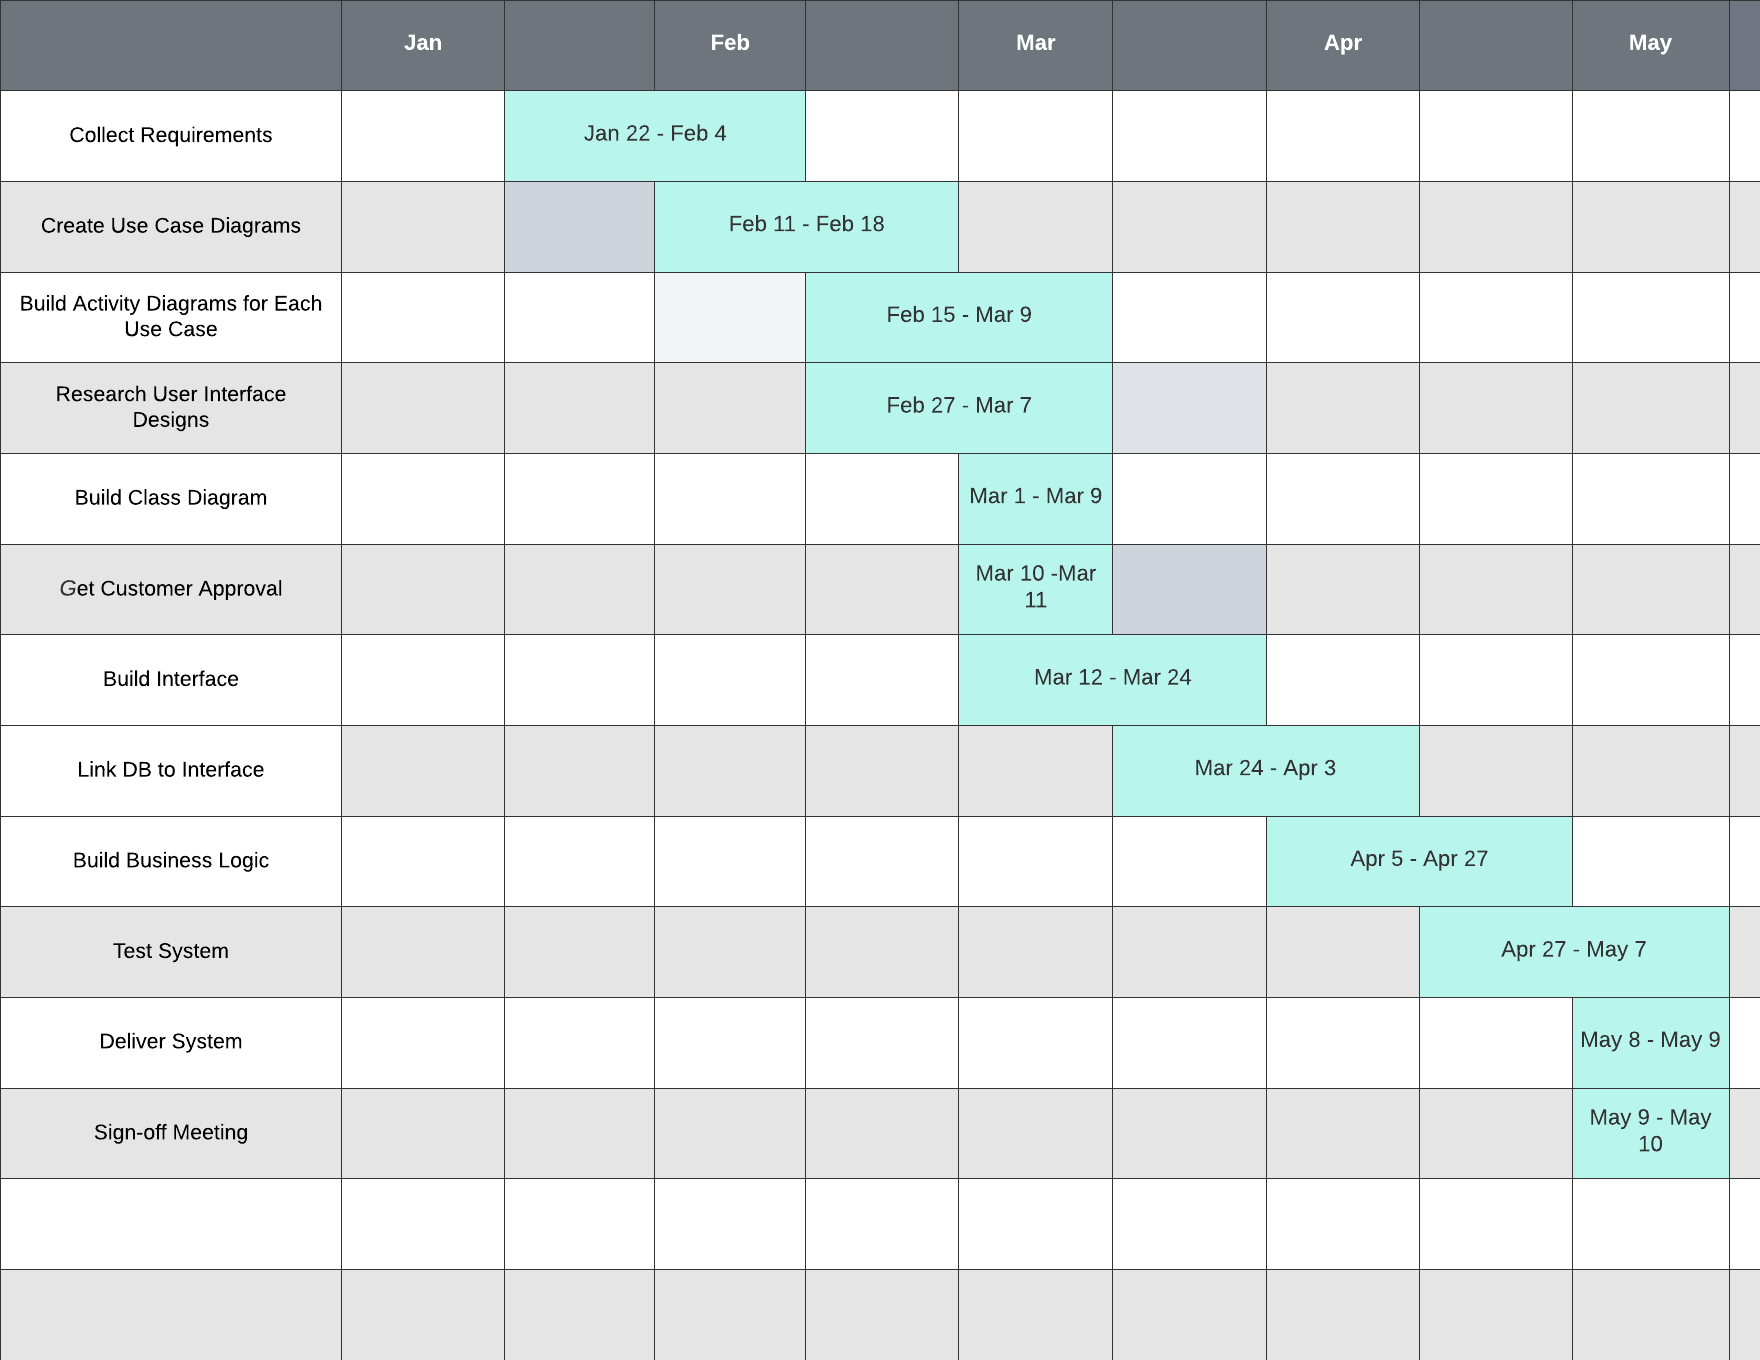 Jan Feb Mar Apr May
Collect Requirements
Jan 22 - Feb 4
Create Use Case Diagrams
Feb 11 - Feb 18
Build Activity Diagrams for Each
Use Case
Feb 15 - Mar 9
Research User Interface
Designs
Feb 27 - Mar 7
Build Class Diagram
Mar 1 - Mar 9
Get Customer Approval
Mar 10 -Mar
11
Build Interface
Mar 12 - Mar 24
Link DB to Interface
Mar 24 - Apr 3
Build Business Logic
Apr 5 - Apr 27
Test System
Apr 27 - May 7
Deliver System
May 8 - May 9
Sign-off Meeting
May 9 - May
10